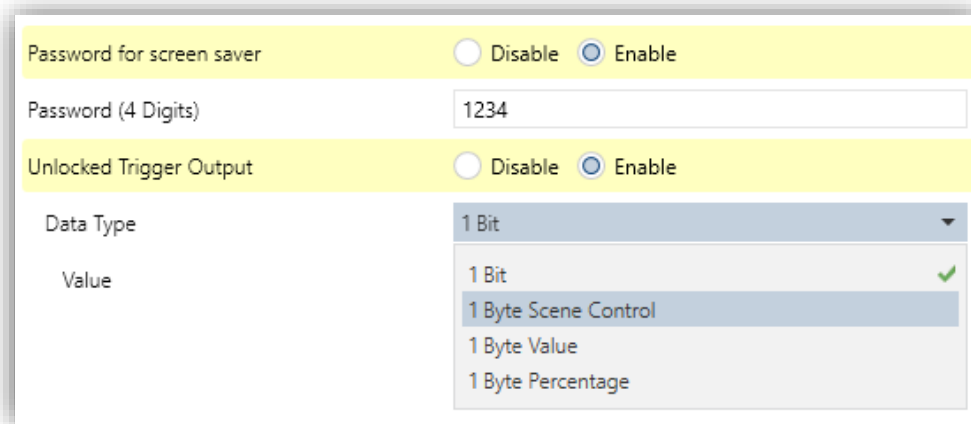 Password for screen saver Disable Enable
Password (4 Digits) 1234
Unlocked Trigger Output Disable Enable
Data Type 1 Bit
Value 1 Bit
1 Byte Scene Control
1 Byte Value
1 Byte Percentage